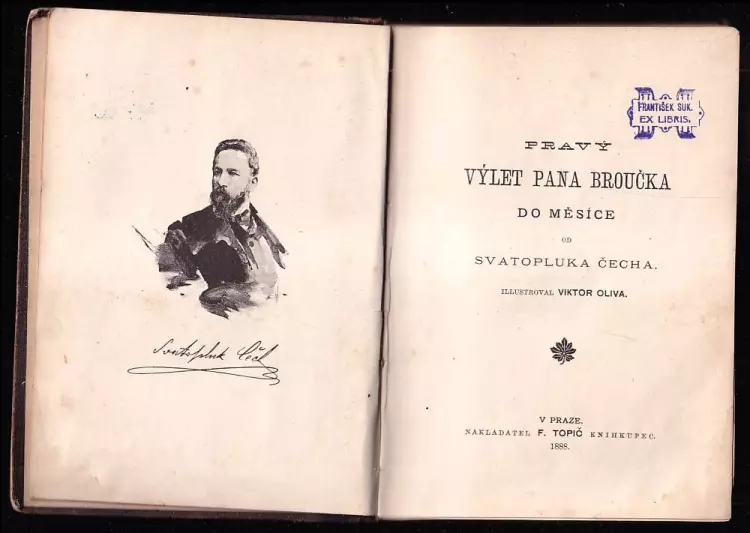 Svatopluk Čech
FRANTIŠEK SUK.
EX LIBRIS.
PRAVÝ
VÝLET PANA BROUČKA
DO MĚSÍCE
OD
SVATOPLUKA ČECHA.
ILLUSTROVAL VIKTOR OLIVA.
V PRAZE.
NAKLADATEL F. TOPIČ KNIHKUPEC.
1888.